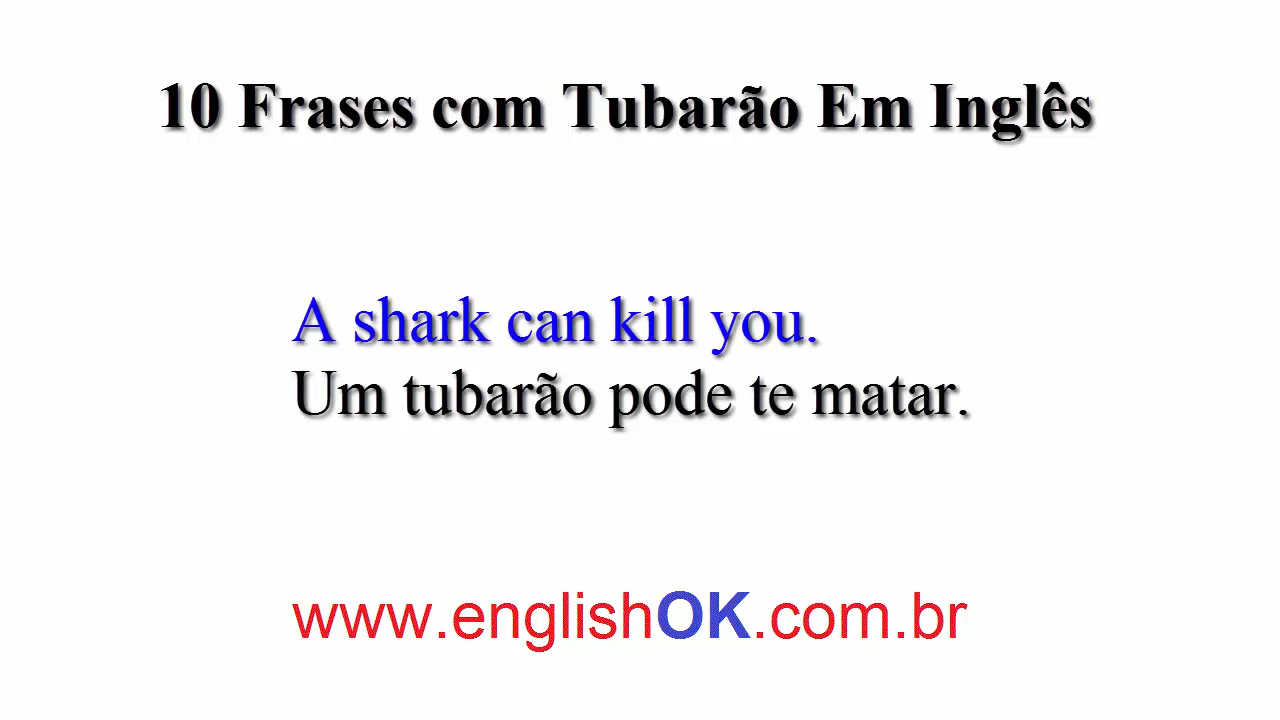 10 Frases com Tubarão Em Inglês
A shark can kill you.
Um tubarão pode te matar.
www.englishOK.com.br